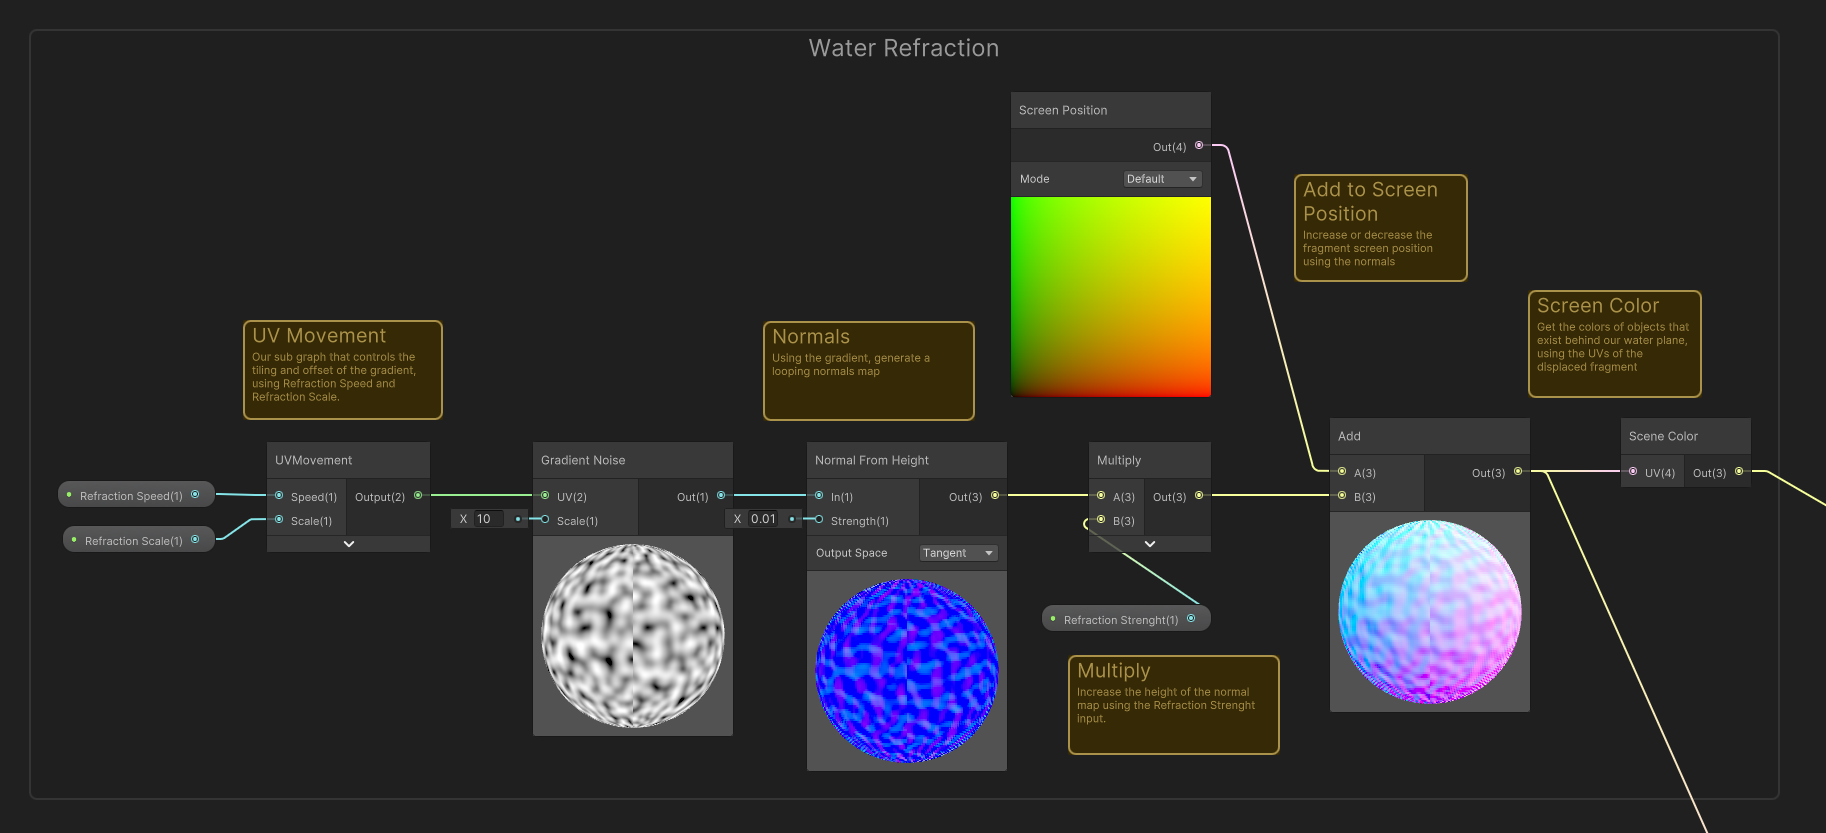 Water Refraction
Screen Position
Out(4)
Mode
Default
Add to Screen
Position
Increase or decrease the
fragment screen position
using the normals
Screen Color
Get the colors of objects that
exist behind our water plane,
using the UVs of the
displaced fragment
UV Movement
Our sub graph that controls the
tiling and offset of the gradient,
using Refraction Speed and
Refraction Scale.
Normals
Using the gradient, generate a
looping normals map
Refraction Speed(1)
Refraction Scale(1)
UVMovement
Speed(1)
Output(2)
Scale(1)
X 10
Gradient Noise
UV(2)
Out(1)
Scale(1)
X 0.01
Normal From Height
In(1)
Out(3)
Strength(1)
Output Space
Tangent
Multiply
A(3)
Out(3)
B(3)
Refraction Strenght(1)
Multiply
Increase the height of the normal
map using the Refraction Strenght
input.
Add
A(3)
Out(3)
B(3)
Scene Color
UV(4)
Out(3)